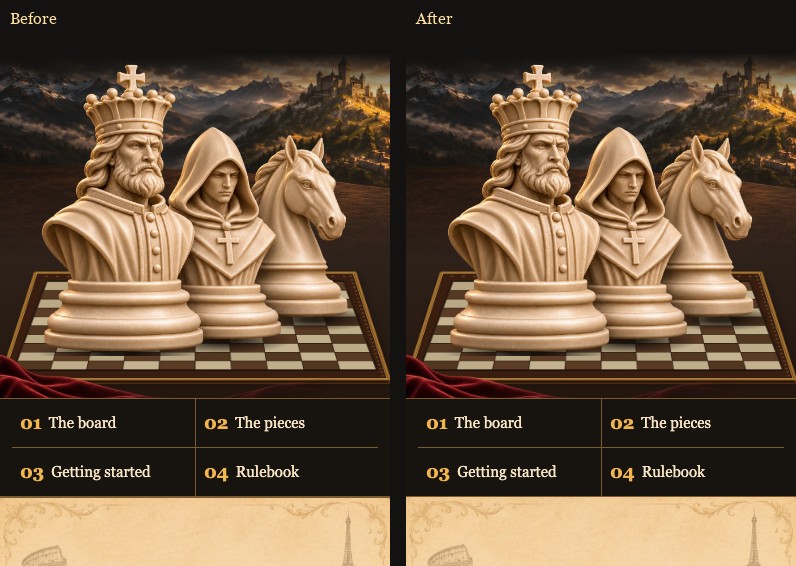 Before
After
01 The board
02 The pieces
03 Getting started
04 Rulebook
01 The board
02 The pieces
03 Getting started
04 Rulebook